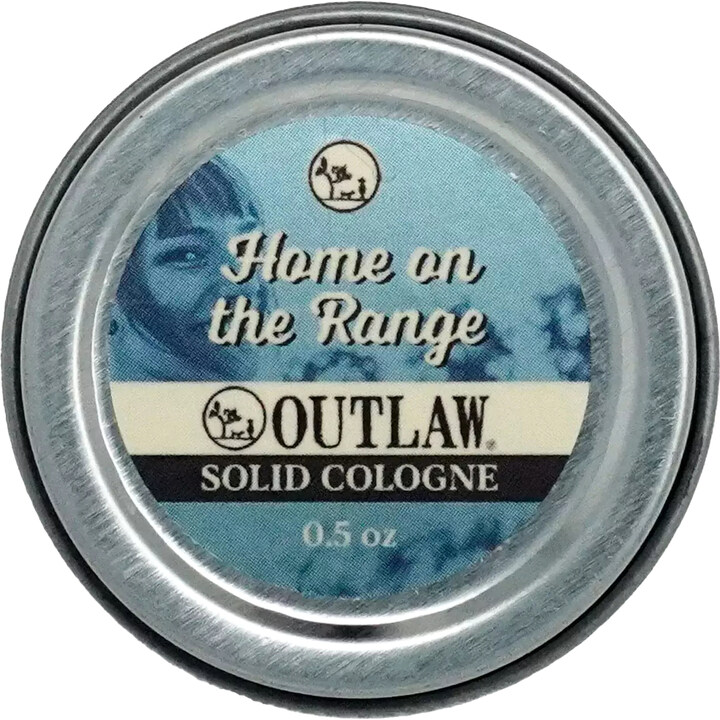 Home on
the Range
OUTLAW®
SOLID COLOGNE
0.5 oz